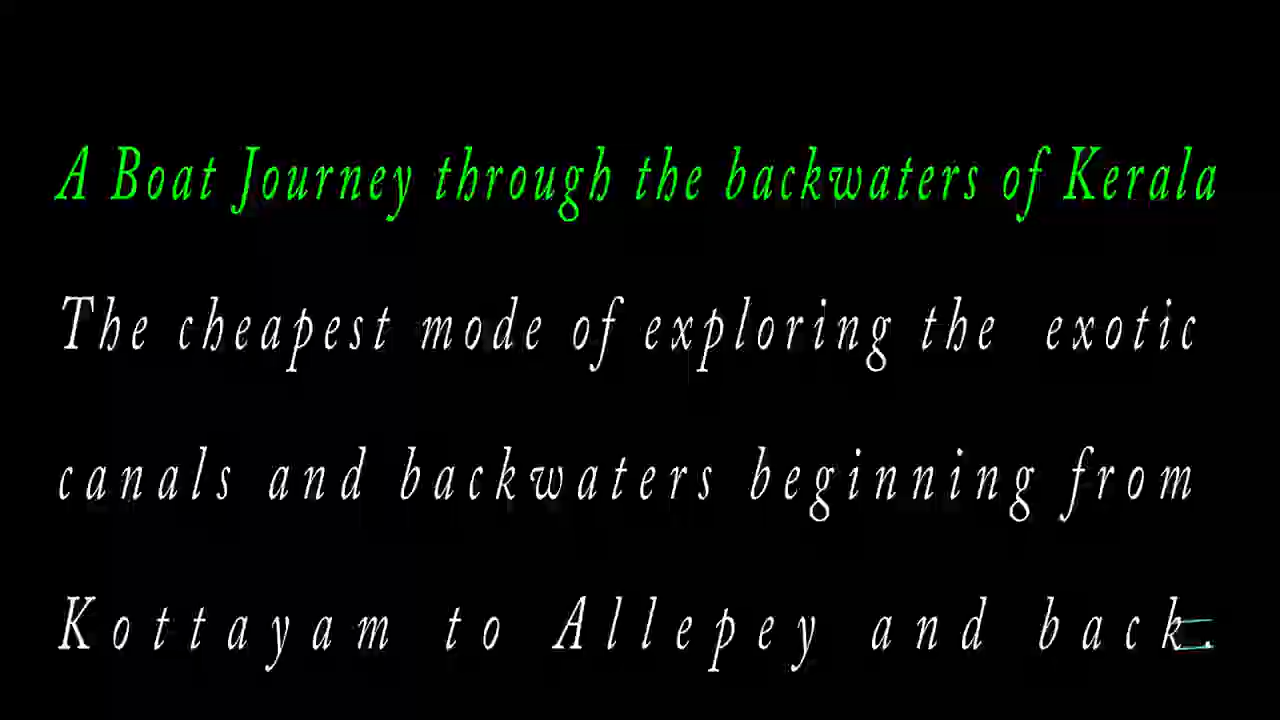 A Boat Journey through the backwaters of Kerala
The cheapest mode of exploring the exotic
canals and backwaters beginning from
Kottayam to Allepey and back.